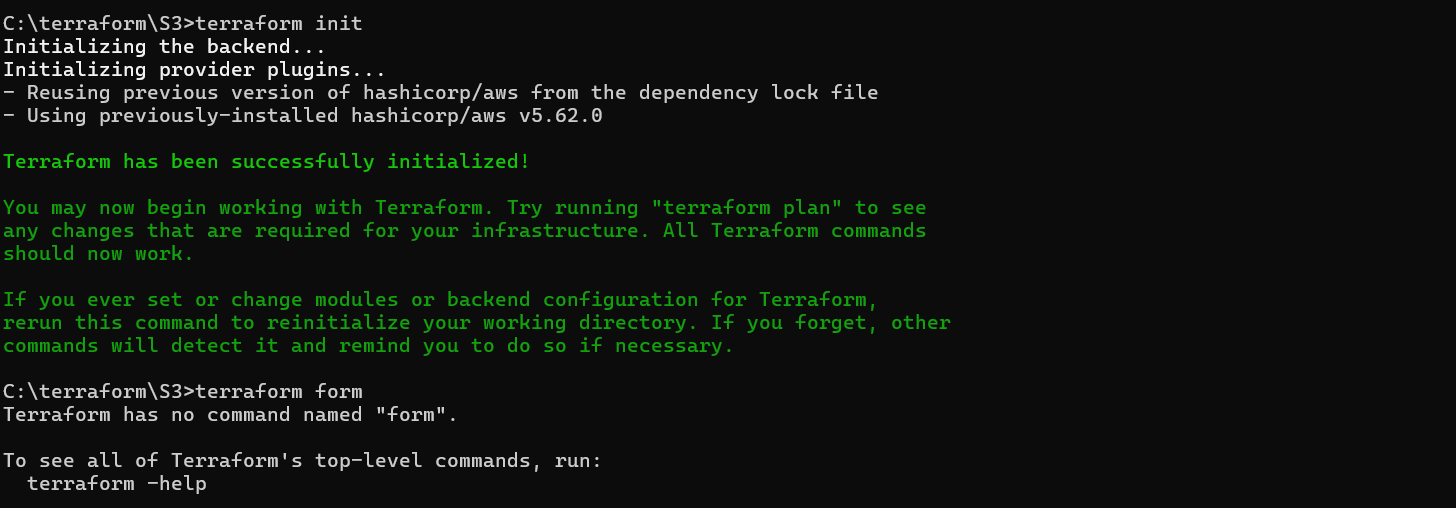 C:\terraform\S3>terraform init
Initializing the backend...
Initializing provider plugins...
- Reusing previous version of hashicorp/aws from the dependency lock file
- Using previously-installed hashicorp/aws v5.62.0
Terraform has been successfully initialized!
You may now begin working with Terraform. Try running "terraform plan" to see
any changes that are required for your infrastructure. All Terraform commands
should now work.
If you ever set or change modules or backend configuration for Terraform,
rerun this command to reinitialize your working directory. If you forget, other
commands will detect it and remind you to do so if necessary.
C:\terraform\S3>terraform form
Terraform has no command named "form".
To see all of Terraform's top-level commands, run:
  terraform -help